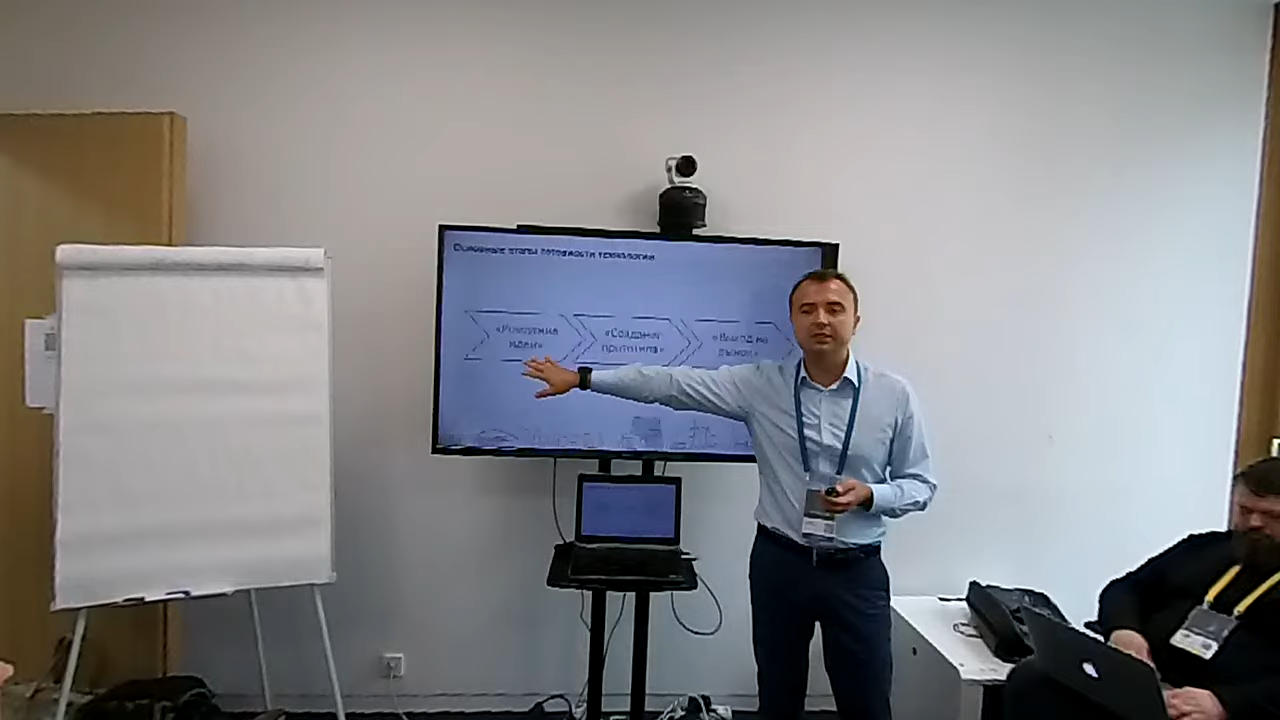 Основные этапы готовности технологии
«Рождение
идеи»
«Создание
прототипа»
«Выход на
рынок»